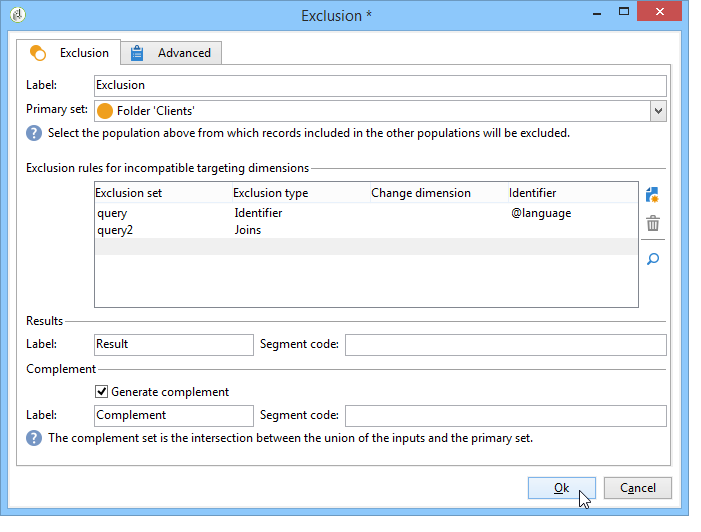 Exclusion *
Exclusion Advanced
Label: Exclusion
Primary set: Folder 'Clients'
? Select the population above from which records included in the other populations will be excluded.
Exclusion rules for incompatible targeting dimensions
Exclusion set Exclusion type Change dimension Identifier
query Identifier @language
query2 Joins
Results
Label: Result Segment code:
Complement
Generate complement
Label: Complement Segment code:
? The complement set is the intersection between the union of the inputs and the primary set.
Ok Cancel